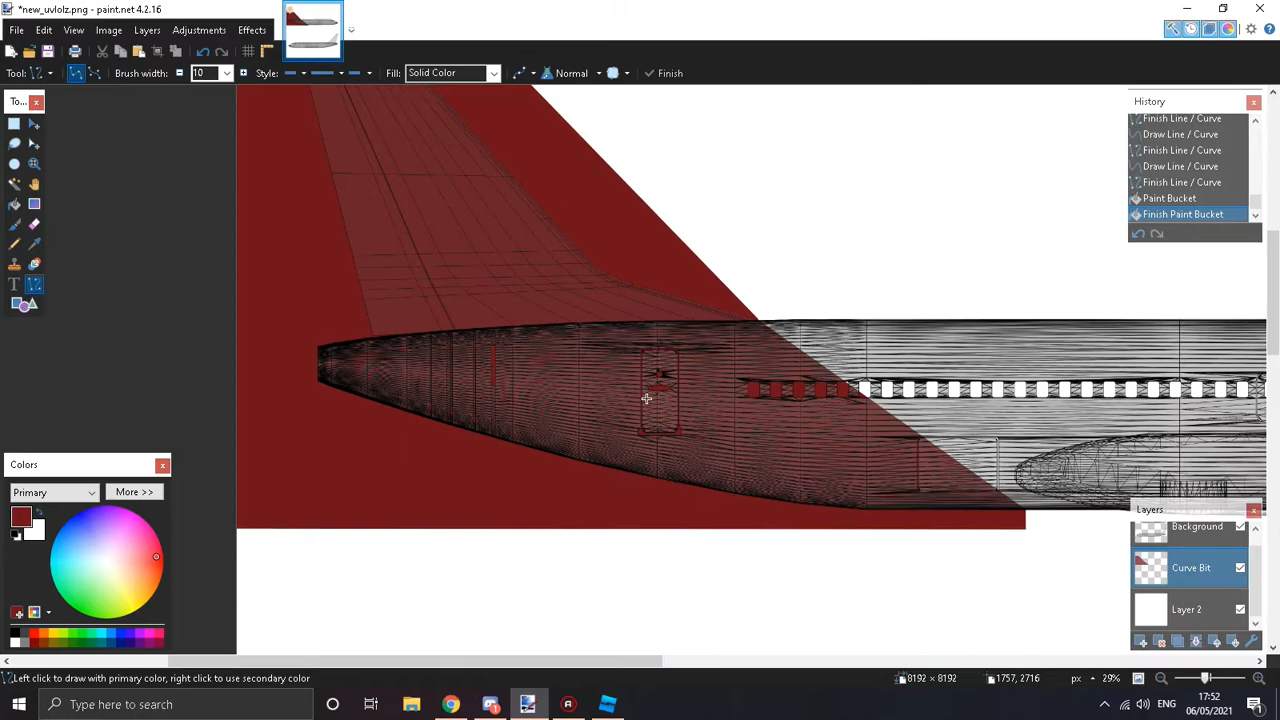 *new_uvlolz.png - paint.net 4.2.16
File Edit View Image Layers Adjustments Effects
Tool: Brush width: 10 Style: Fill: Solid Color Normal Finish
To...
History
Finish Line / Curve
Draw Line / Curve
Finish Line / Curve
Draw Line / Curve
Finish Line / Curve
Paint Bucket
Finish Paint Bucket
Colors
Primary More >>
Layers
Background
Curve Bit
Layer 2
Left click to draw with primary color, right click to use secondary color 8192 × 8192 1757, 2716 px 29%
Type here to search
17:52
06/05/2021